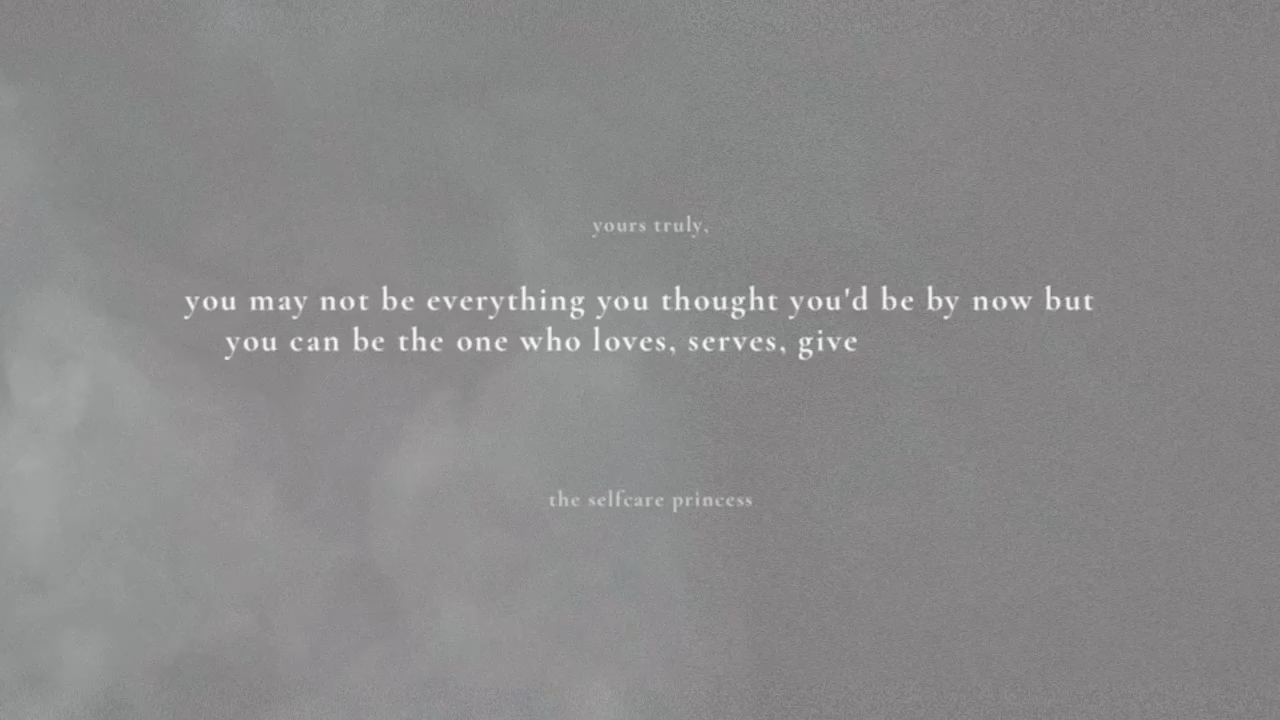 yours truly,
you may not be everything you thought you'd be by now but
you can be the one who loves, serves, give
the selfcare princess